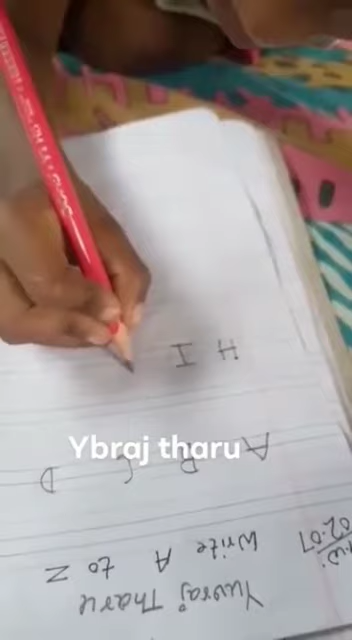 H.W.
02.07
Yuvraj Tharu
Write A to Z
A B C D
H I
Ybraj tharu